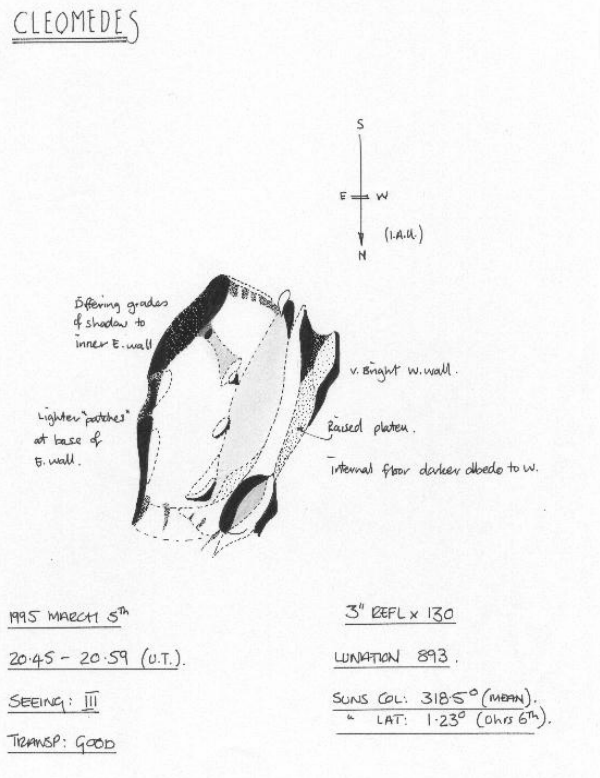 CLEOMEDES
S
E W
(I.A.U.)
N
Differing grades
of shadow to
inner E. wall
V. Bright W. wall.
Lighter "patches"
at base of
E. wall.
Raised plateu.
Internal floor darker albedo to W.
1995 MARCH 5th
3" REFL x 130
20.45 - 20.59 (U.T.).
LUNATION 893.
SEEING: III
SUNS COL: 318.5° (MEAN).
" LAT: 1.23° (0hrs 6Th).
TRANSP: GOOD